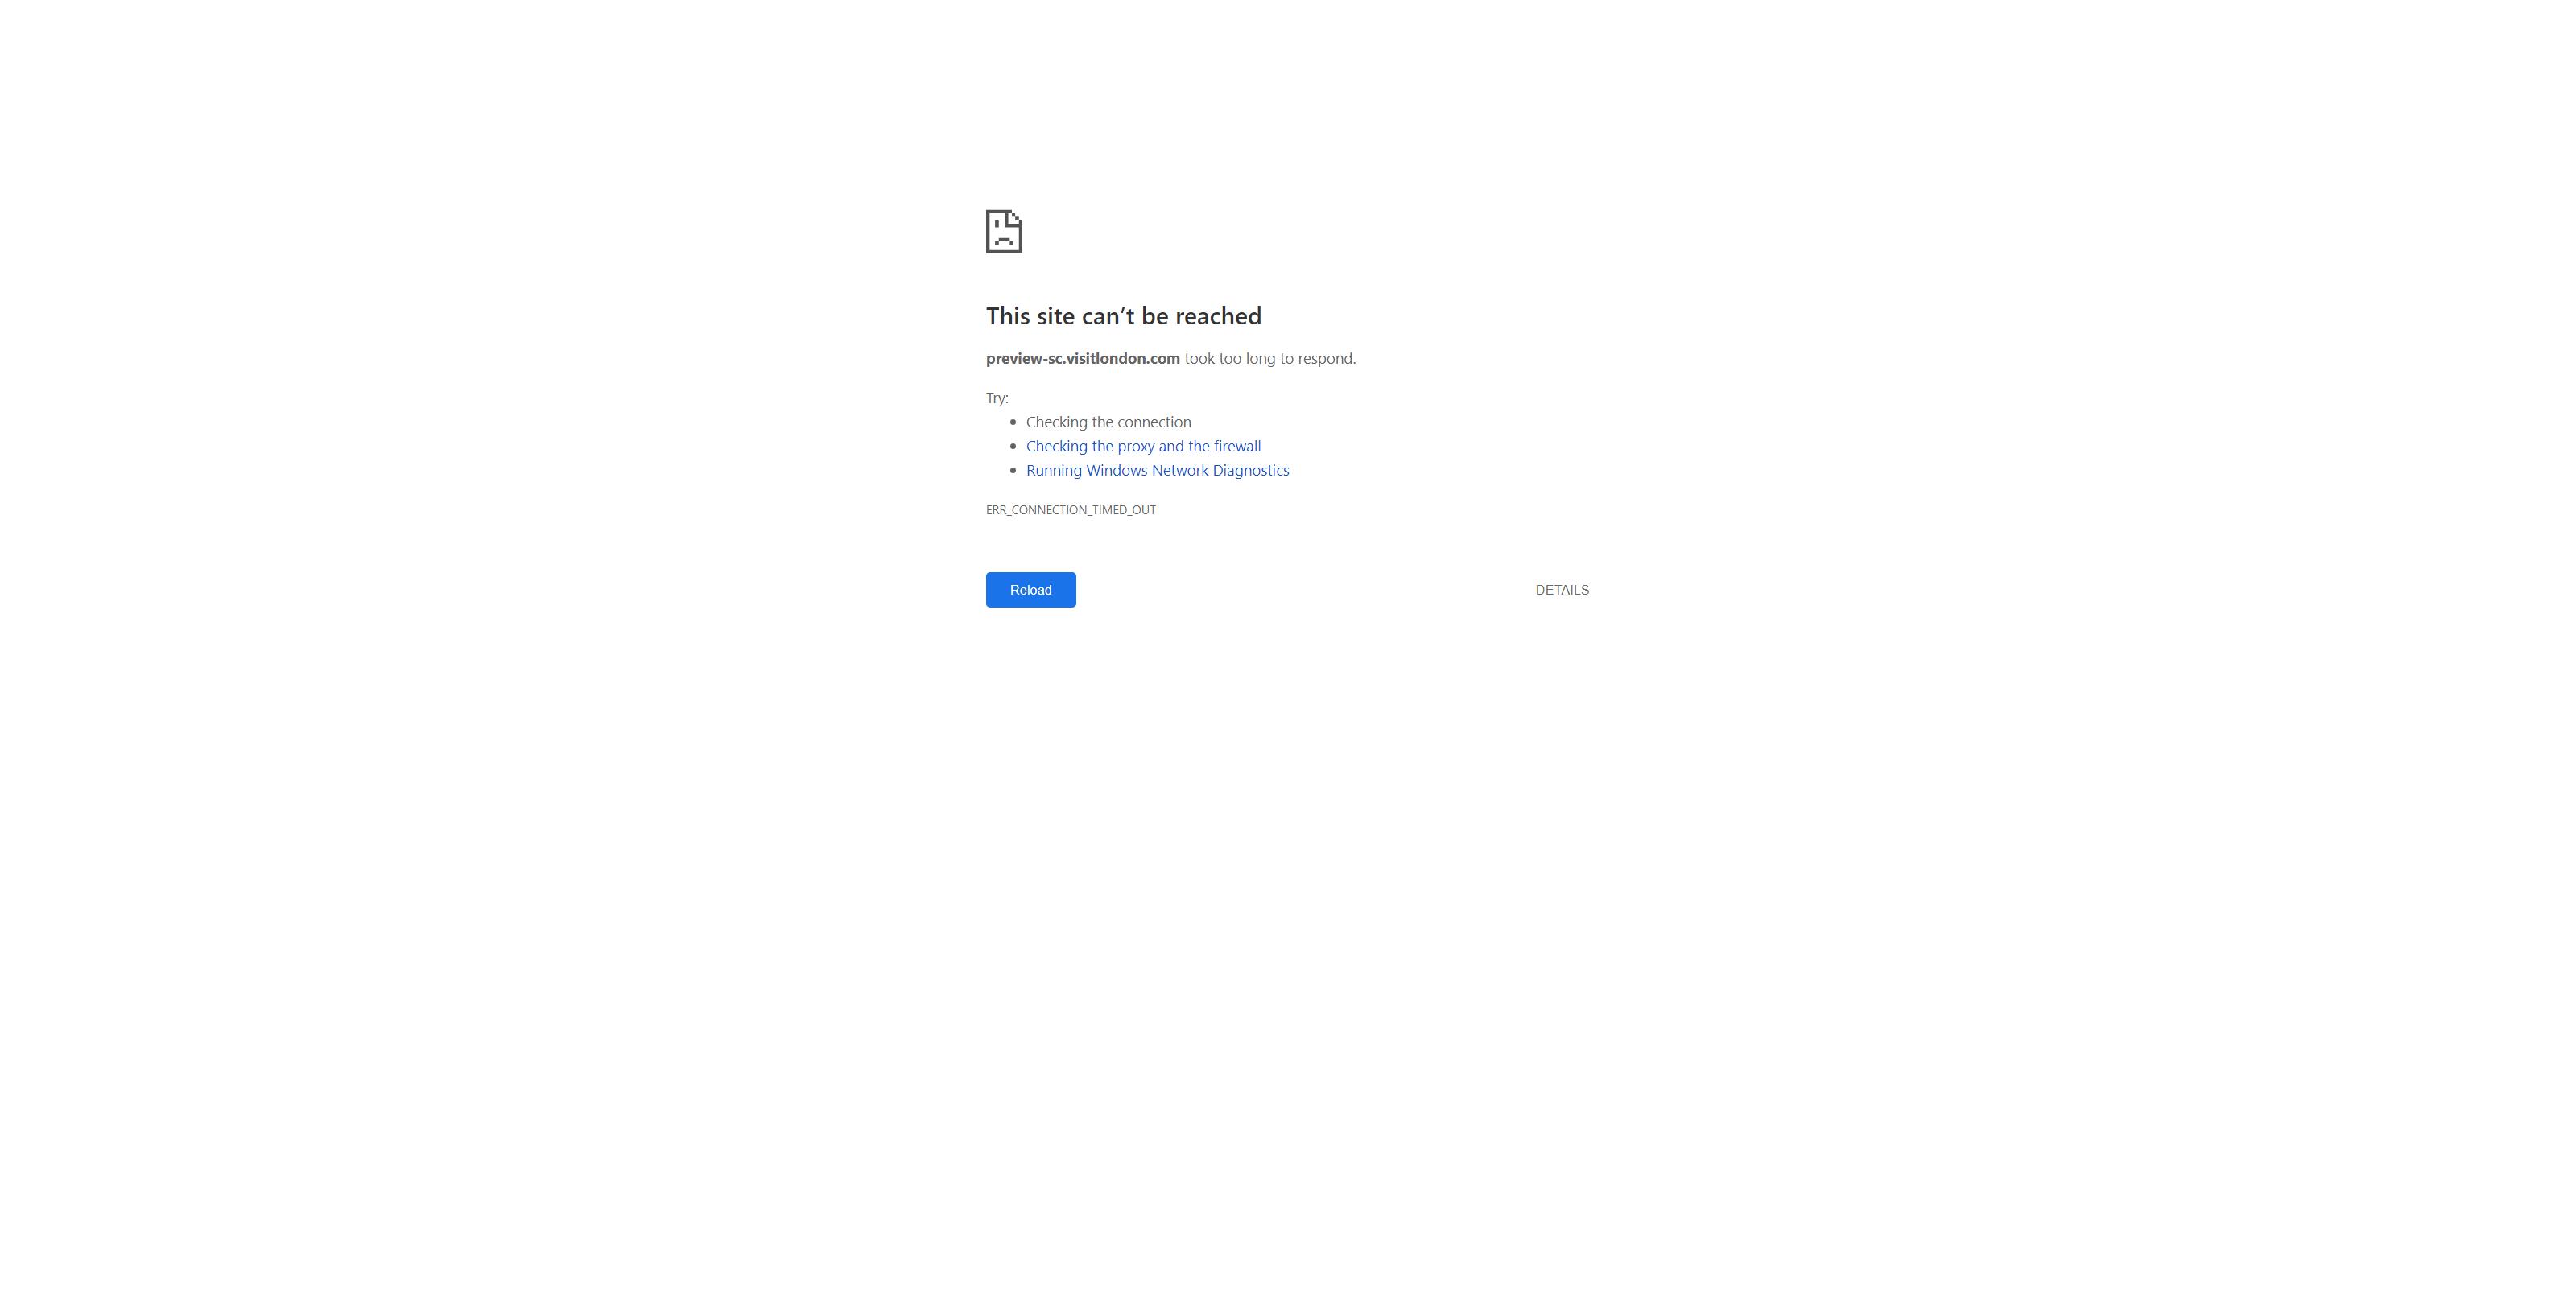 This site can’t be reached
preview-sc.visitlondon.com took too long to respond.
Try:
Checking the connection
Checking the proxy and the firewall
Running Windows Network Diagnostics
ERR_CONNECTION_TIMED_OUT
Reload
DETAILS